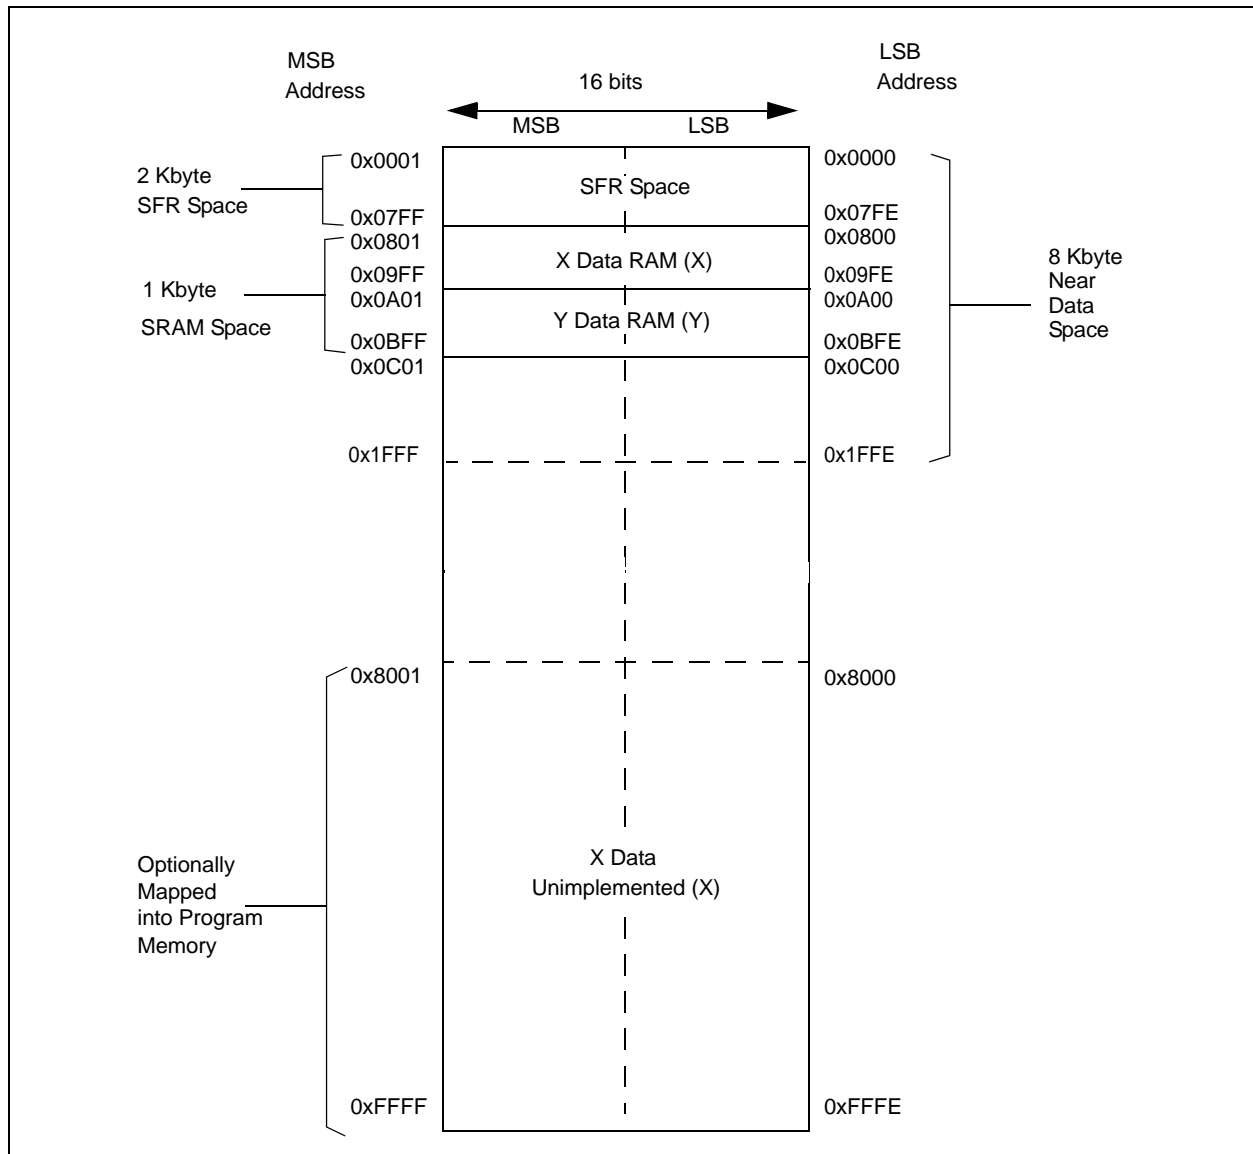 MSB
Address
LSB
Address
16 bits
MSB LSB
2 Kbyte
SFR Space
0x0001
0x07FF
SFR Space
0x0000
0x07FE
1 Kbyte
SRAM Space
0x0801
0x09FF
X Data RAM (X)
0x0800
0x09FE
0x0A01
0x0BFF
Y Data RAM (Y)
0x0A00
0x0BFE
8 Kbyte
Near
Data
Space
0x0C01
0x0C00
0x1FFF
0x1FFE
0x8001
0x8000
Optionally
Mapped
into Program
Memory
X Data
Unimplemented (X)
0xFFFF
0xFFFE